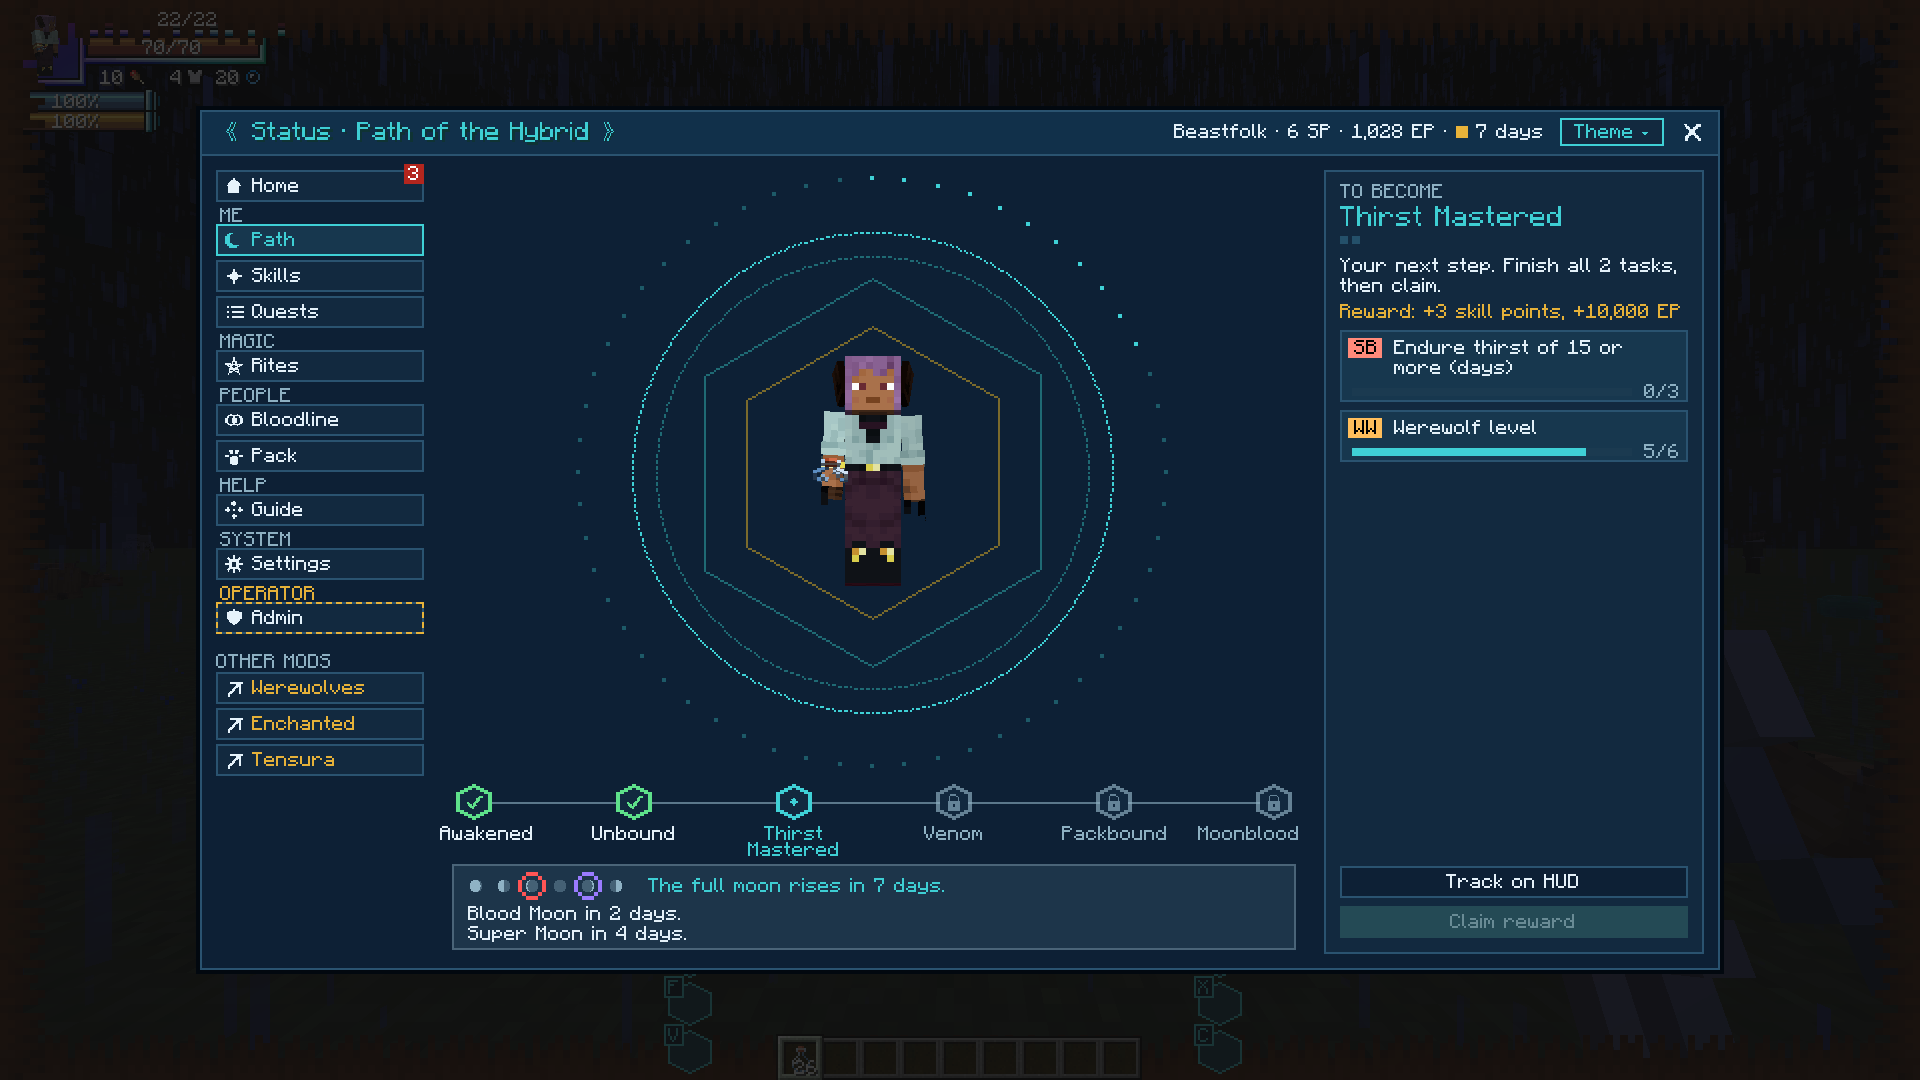 22/22
70/70
10 4 20
100%
100%
《 Status · Path of the Hybrid 》
Beastfolk · 6 SP · 1,028 EP · 7 days
Theme
Home
3
ME
Path
Skills
Quests
MAGIC
Rites
PEOPLE
Bloodline
Pack
HELP
Guide
SYSTEM
Settings
OPERATOR
Admin
OTHER MODS
Werewolves
Enchanted
Tensura
Awakened
Unbound
Thirst
Mastered
Venom
Packbound
Moonblood
The full moon rises in 7 days.
Blood Moon in 2 days.
Super Moon in 4 days.
TO BECOME
Thirst Mastered
Your next step. Finish all 2 tasks,
then claim.
Reward: +3 skill points, +10,000 EP
SB Endure thirst of 15 or
more (days)
0/3
WW Werewolf level
5/6
Track on HUD
Claim reward
F
X
V
C
26